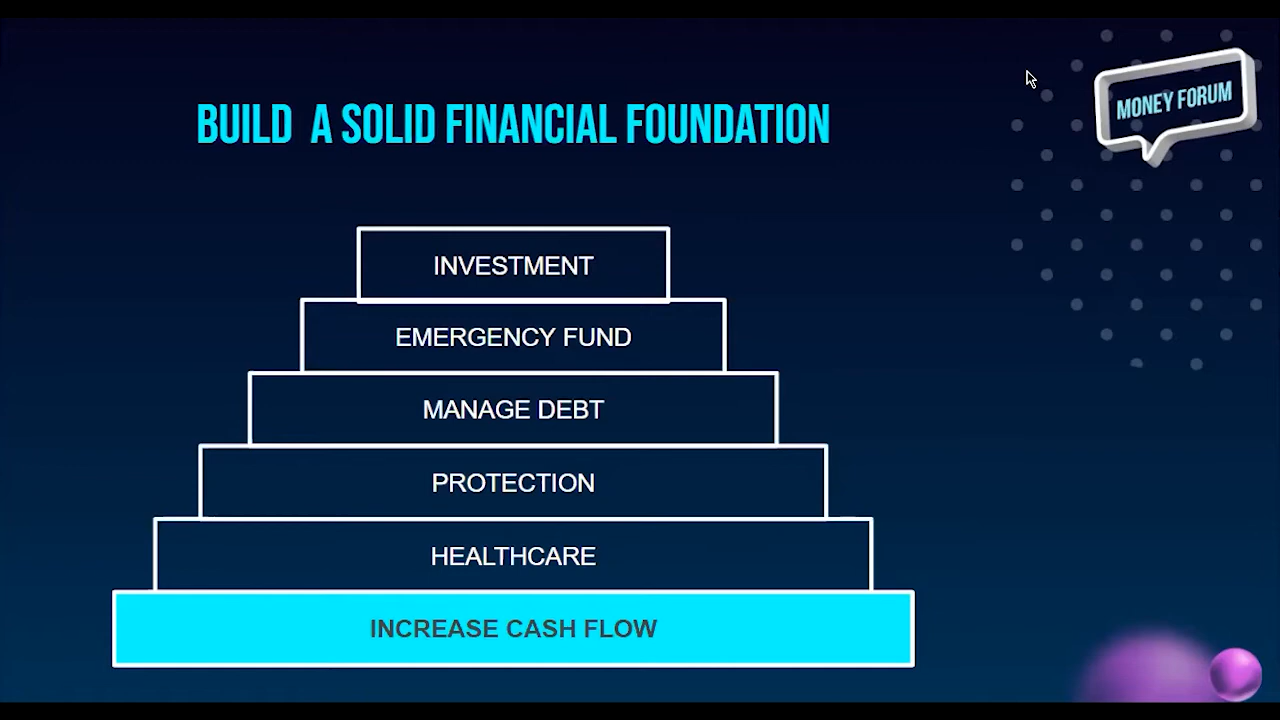 MONEY FORUM
BUILD A SOLID FINANCIAL FOUNDATION
INVESTMENT
EMERGENCY FUND
MANAGE DEBT
PROTECTION
HEALTHCARE
INCREASE CASH FLOW